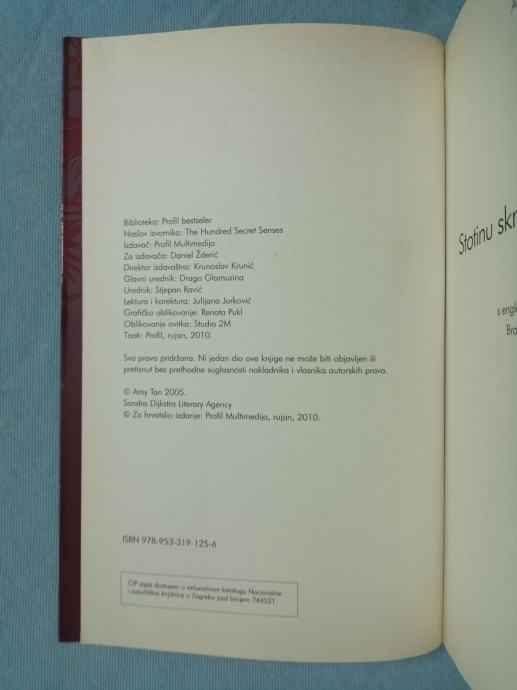 Biblioteka: Profil bestseler
Naslov izvornika: The Hundred Secret Senses
Izdavač: Profil Multimedija
Za izdavača: Daniel Žderić
Direktor izdavaštva: Krunoslav Krunić
Glavni urednik: Drago Glamuzina
Urednik: Stjepan Ravić
Lektura i korektura: Julijana Jurković
Grafičko oblikovanje: Renata Pukl
Oblikovanje ovitka: Studio 2M
Tisak: Profil, rujan, 2010.
Sva prava pridržana. Ni jedan dio ove knjige ne može biti objavljen ili
pretisnut bez prethodne suglasnosti nakladnika i vlasnika autorskih prava.
© Amy Tan 2005.
Sandra Dijkstra Literary Agency
© Za hrvatsko izdanje: Profil Multimedija, rujan, 2010.
ISBN 978-953-319-125-6
CIP zapis dostupan u računalnom katalogu Nacionalne
i sveučilišne knjižnice u Zagrebu pod brojem 744521
Stotinu skr
s engl
Bra